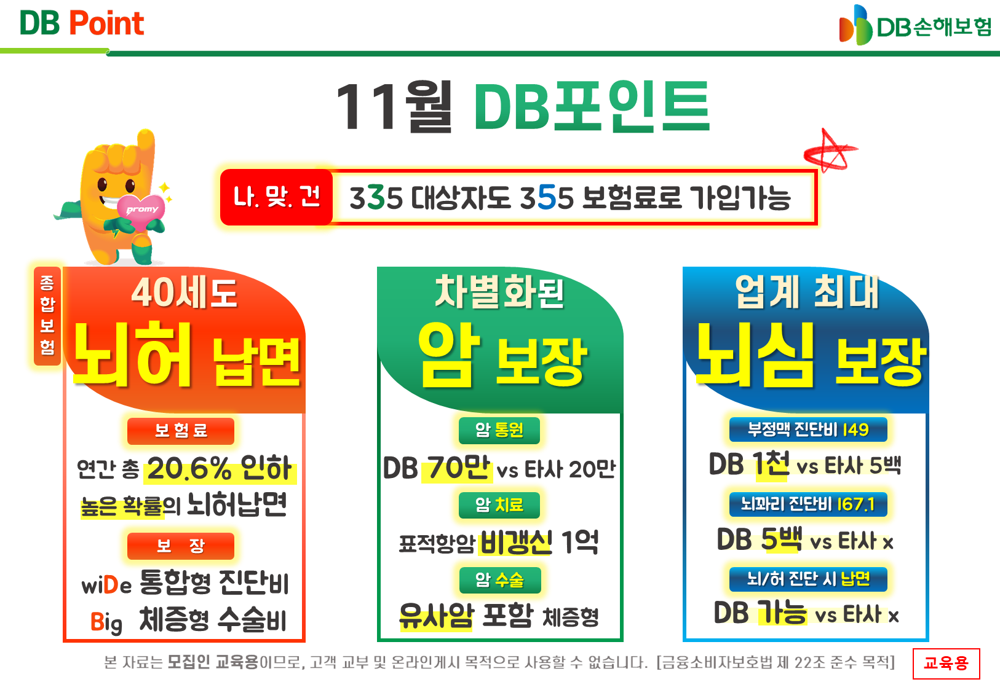 DB Point
DB손해보험
11월 DB포인트
나. 맞. 건
335 대상자도 355 보험료로 가입가능
promy
종합보험
40세도
뇌허 납면
보험료
연간 총 20.6% 인하
높은 확률의 뇌허납면
보 장
wiDe 통합형 진단비
Big 체증형 수술비
차별화된
암 보장
암 통원
DB 70만 vs 타사 20만
암 치료
표적항암 비갱신 1억
암 수술
유사암 포함 체증형
업계 최대
뇌심 보장
부정맥 진단비 I49
DB 1천 vs 타사 5백
뇌꽈리 진단비 I67.1
DB 5백 vs 타사 x
뇌/허 진단 시 납면
DB 가능 vs 타사 x
본 자료는 모집인 교육용이므로, 고객 교부 및 온라인게시 목적으로 사용할 수 없습니다. [금융소비자보호법 제 22조 준수 목적]
교육용